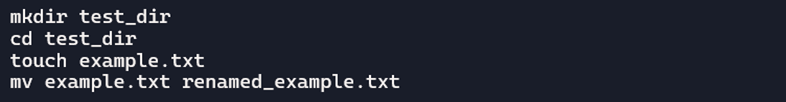 mkdir test_dir
cd test_dir
touch example.txt
mv example.txt renamed_example.txt